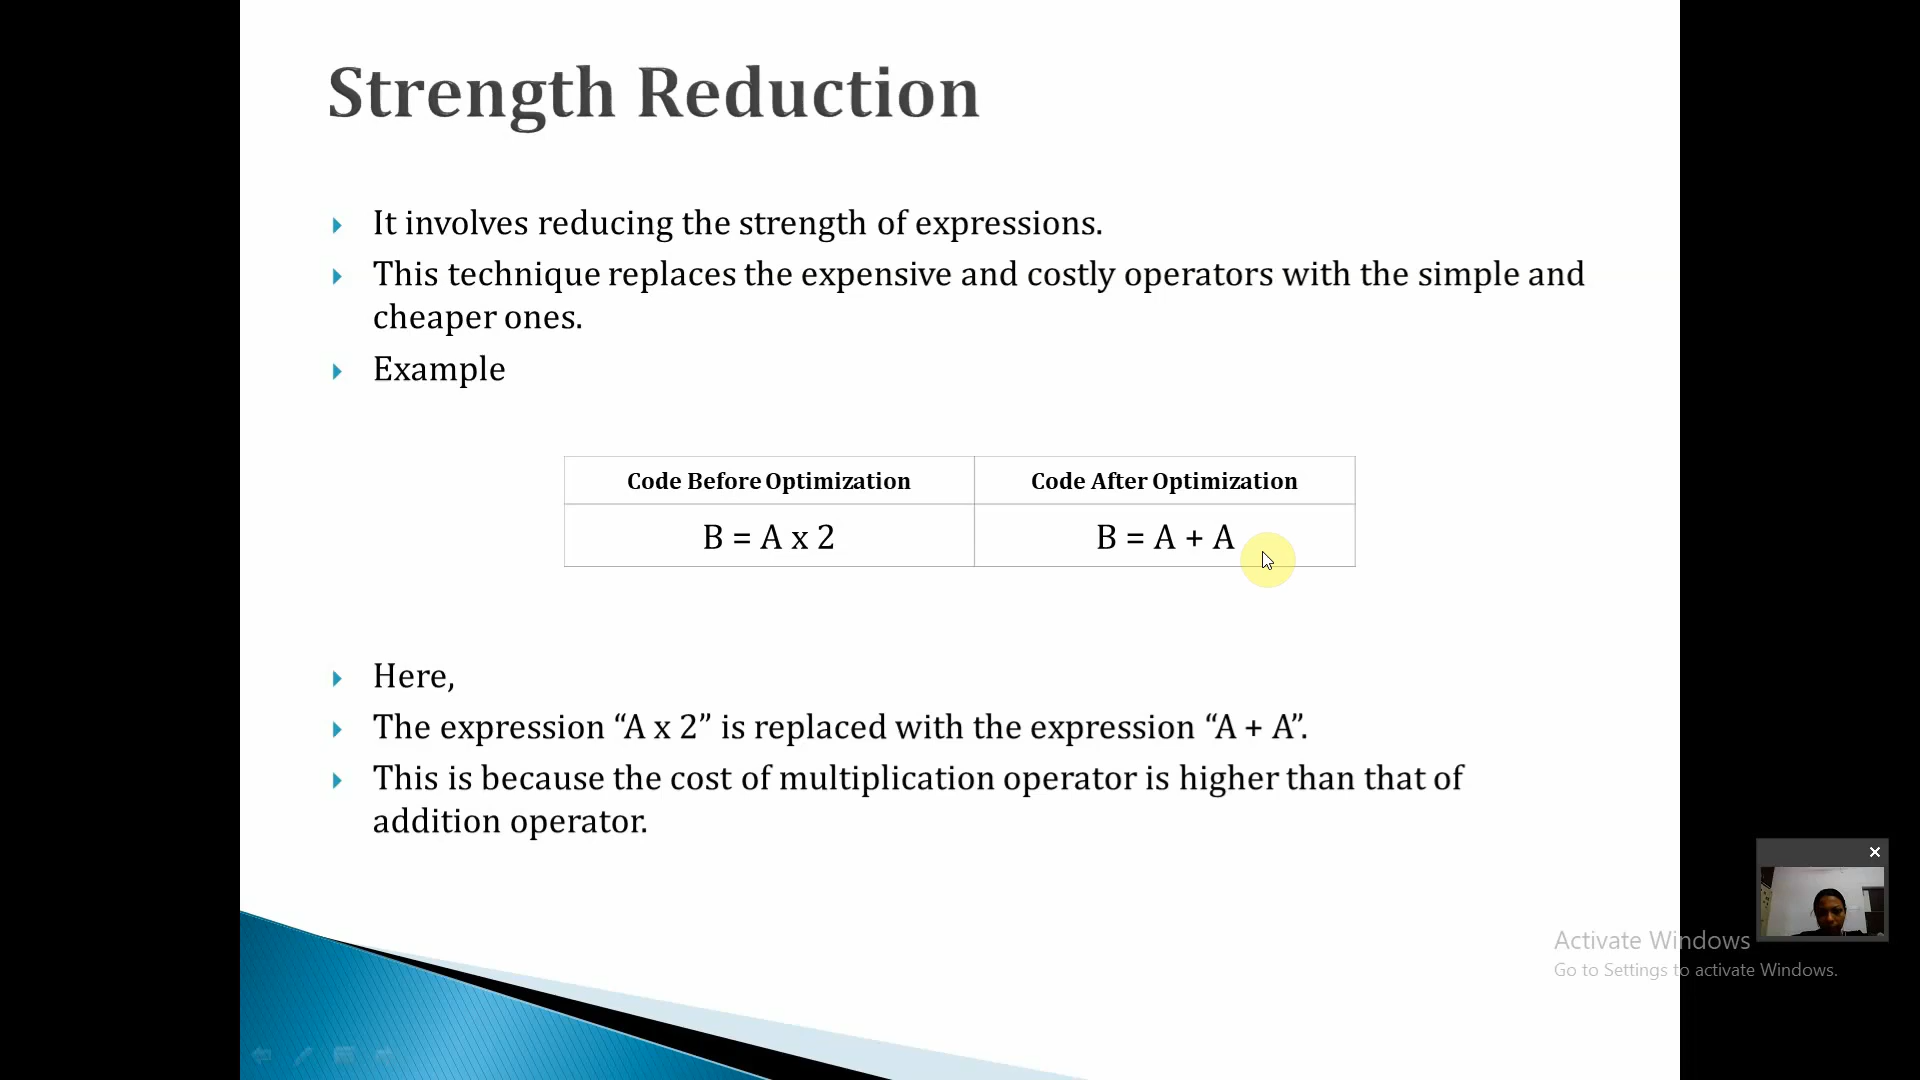 Strength Reduction
It involves reducing the strength of expressions.
This technique replaces the expensive and costly operators with the simple and
cheaper ones.
Example
Code Before Optimization
Code After Optimization
B = A x 2
B = A + A
Here,
The expression “A x 2” is replaced with the expression “A + A”.
This is because the cost of multiplication operator is higher than that of
addition operator.
Activate Windows
Go to Settings to activate Windows.